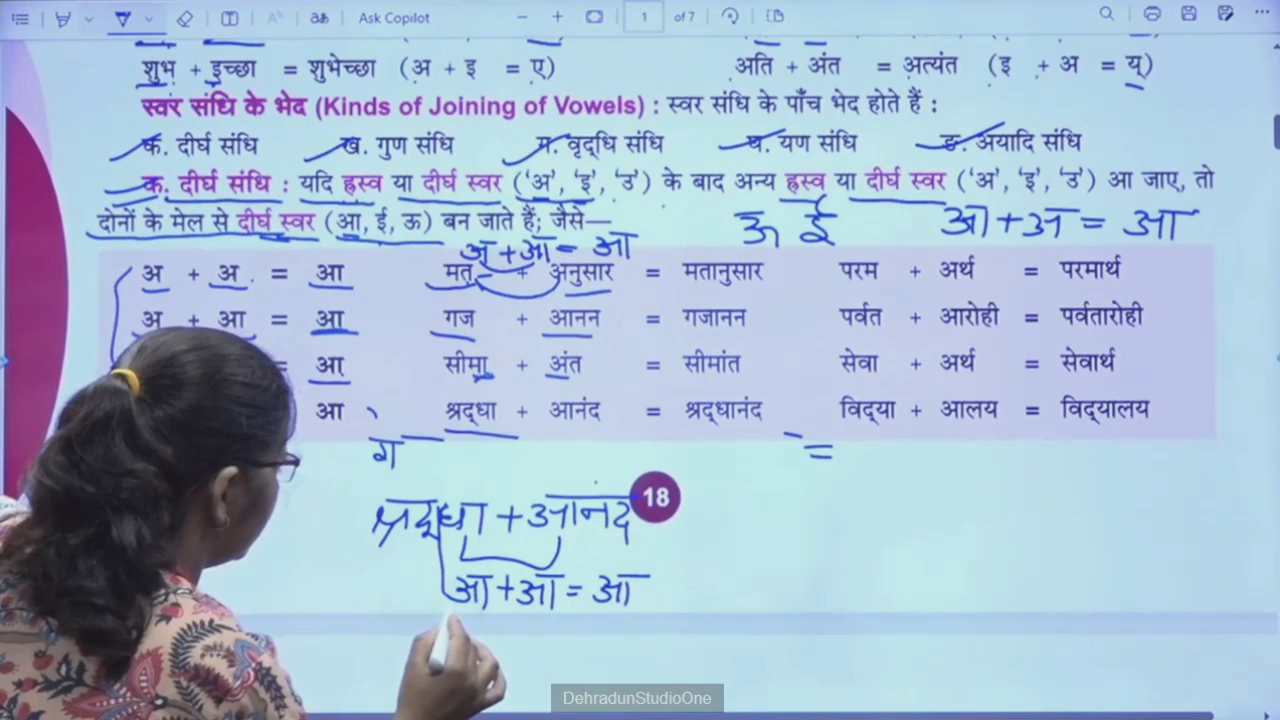 Ask Copilot 1 of 7
शुभ + इच्छा = शुभेच्छा (अ + इ = ए) अति + अंत = अत्यंत (इ + अ = य्)
स्वर संधि के भेद (Kinds of Joining of Vowels) : स्वर संधि के पाँच भेद होते हैं :
क. दीर्घ संधि ख. गुण संधि ग. वृद्धि संधि घ. यण संधि ङ. अयादि संधि
क. दीर्घ संधि : यदि ह्रस्व या दीर्घ स्वर ('अ', 'इ', 'उ') के बाद अन्य ह्रस्व या दीर्घ स्वर ('अ', 'इ', 'उ') आ जाए, तो
दोनों के मेल से दीर्घ स्वर (आ, ई, ऊ) बन जाते हैं; जैसे—
ऊ ई आ + अ = आ
अ + आ = आ
अ + अ = आ मत + अनुसार = मतानुसार परम + अर्थ = परमार्थ
अ + आ = आ गज + आनन = गजानन पर्वत + आरोही = पर्वतारोही
= आ सीमा + अंत = सीमांत सेवा + अर्थ = सेवार्थ
आ श्रद्धा + आनंद = श्रद्धानंद विद्या + आलय = विद्यालय
ग =
18
श्रद्धा + आनंद
आ + आ = आ
DehradunStudioOne